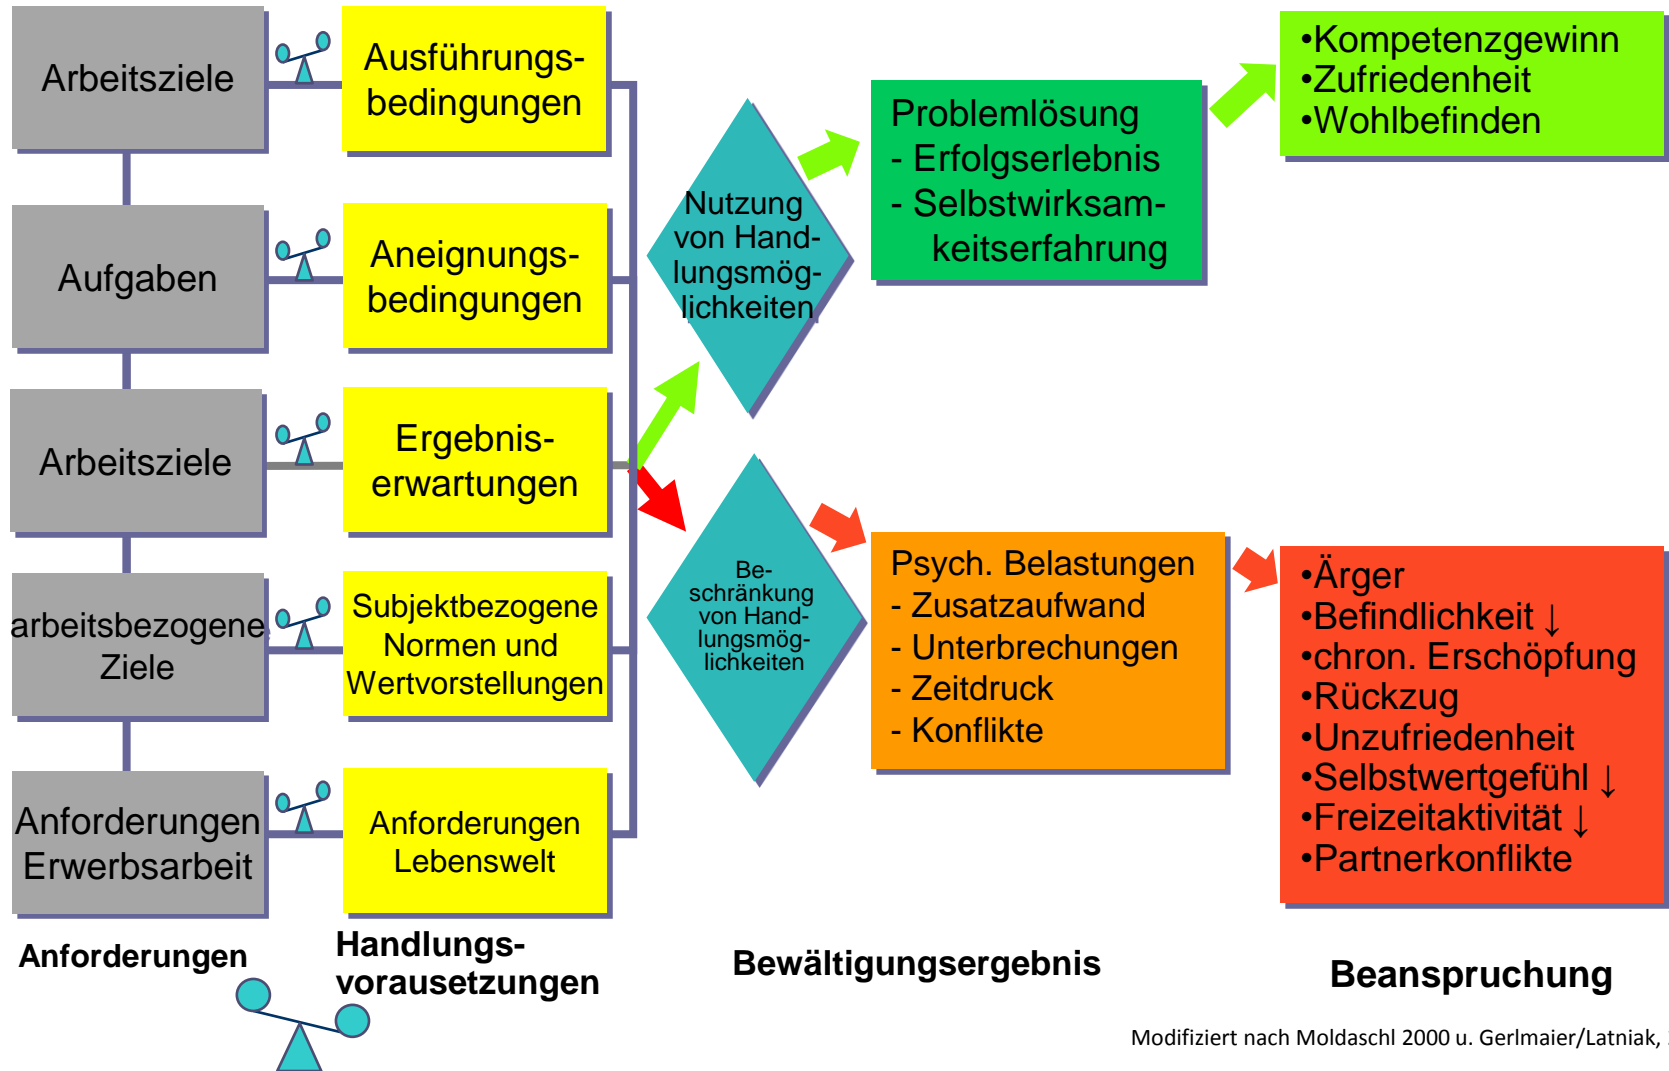 Arbeitsziele
Ausführungs-
bedingungen
Aufgaben
Aneignungs-
bedingungen
Arbeitsziele
Ergebnis-
erwartungen
arbeitsbezogene
Ziele
Subjektbezogene
Normen und
Wertvorstellungen
Anforderungen
Erwerbsarbeit
Anforderungen
Lebenswelt
Nutzung
von Hand-
lungsmög-
lichkeiten
Problemlösung
- Erfolgserlebnis
- Selbstwirksam-
keitserfahrung
•Kompetenzgewinn
•Zufriedenheit
•Wohlbefinden
Be-
schränkung
von Hand-
lungsmög-
lichkeiten
Psych. Belastungen
- Zusatzaufwand
- Unterbrechungen
- Zeitdruck
- Konflikte
•Ärger
•Befindlichkeit ↓
•chron. Erschöpfung
•Rückzug
•Unzufriedenheit
•Selbstwertgefühl ↓
•Freizeitaktivität ↓
•Partnerkonflikte
Anforderungen
Handlungs-
vorausetzungen
Bewältigungsergebnis
Beanspruchung
Modifiziert nach Moldaschl 2000 u. Gerlmaier/Latniak,